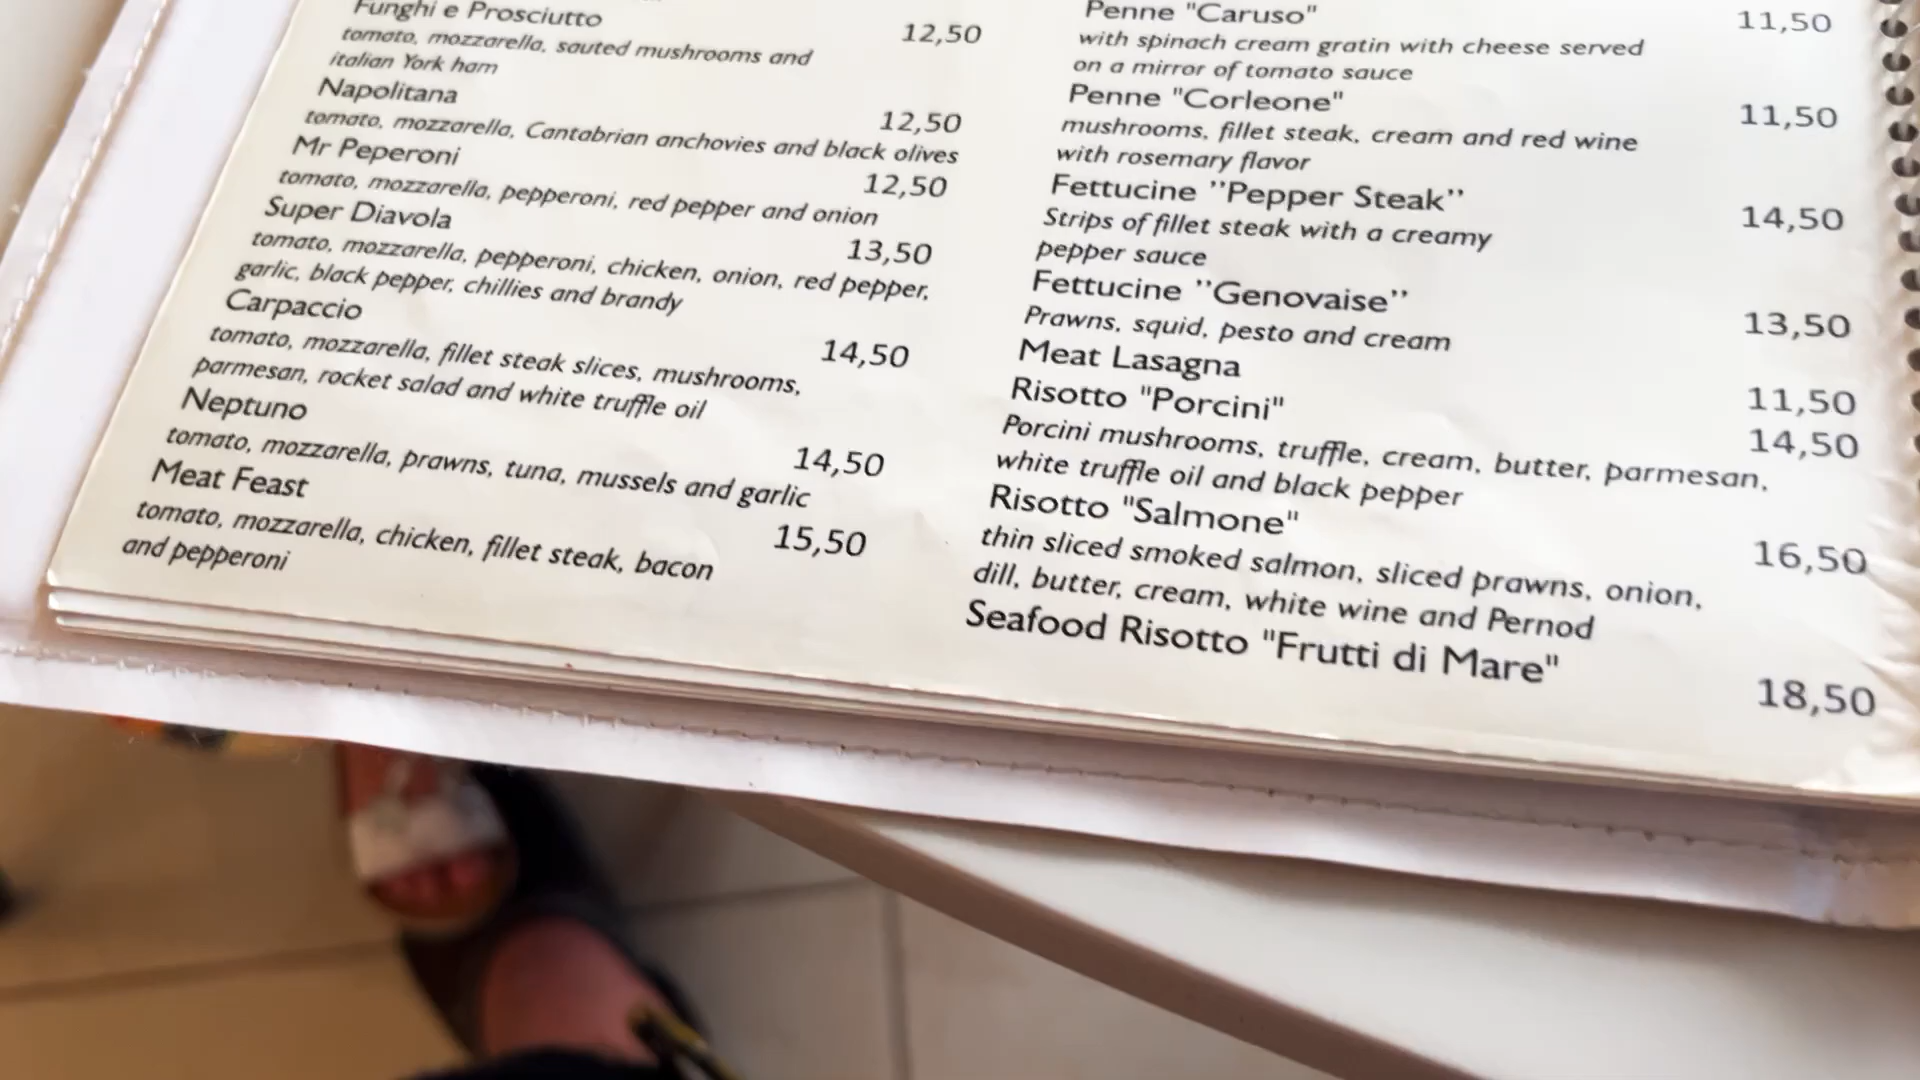 Funghi e Prosciutto 12,50
tomato, mozzarella, sauted mushrooms and
italian York ham
Napolitana 12,50
tomato, mozzarella, Cantabrian anchovies and black olives
Mr Peperoni 12,50
tomato, mozzarella, pepperoni, red pepper and onion
Super Diavola 13,50
tomato, mozzarella, pepperoni, chicken, onion, red pepper,
garlic, black pepper, chillies and brandy
Carpaccio 14,50
tomato, mozzarella, fillet steak slices, mushrooms,
parmesan, rocket salad and white truffle oil
Neptuno 14,50
tomato, mozzarella, prawns, tuna, mussels and garlic
Meat Feast 15,50
tomato, mozzarella, chicken, fillet steak, bacon
and pepperoni
Penne "Caruso" 11,50
with spinach cream gratin with cheese served
on a mirror of tomato sauce
Penne "Corleone" 11,50
mushrooms, fillet steak, cream and red wine
with rosemary flavor
Fettucine ''Pepper Steak'' 14,50
Strips of fillet steak with a creamy
pepper sauce
Fettucine ''Genovaise'' 13,50
Prawns, squid, pesto and cream
Meat Lasagna 11,50
Risotto "Porcini" 14,50
Porcini mushrooms, truffle, cream, butter, parmesan,
white truffle oil and black pepper
Risotto "Salmone" 16,50
thin sliced smoked salmon, sliced prawns, onion,
dill, butter, cream, white wine and Pernod
Seafood Risotto "Frutti di Mare" 18,50